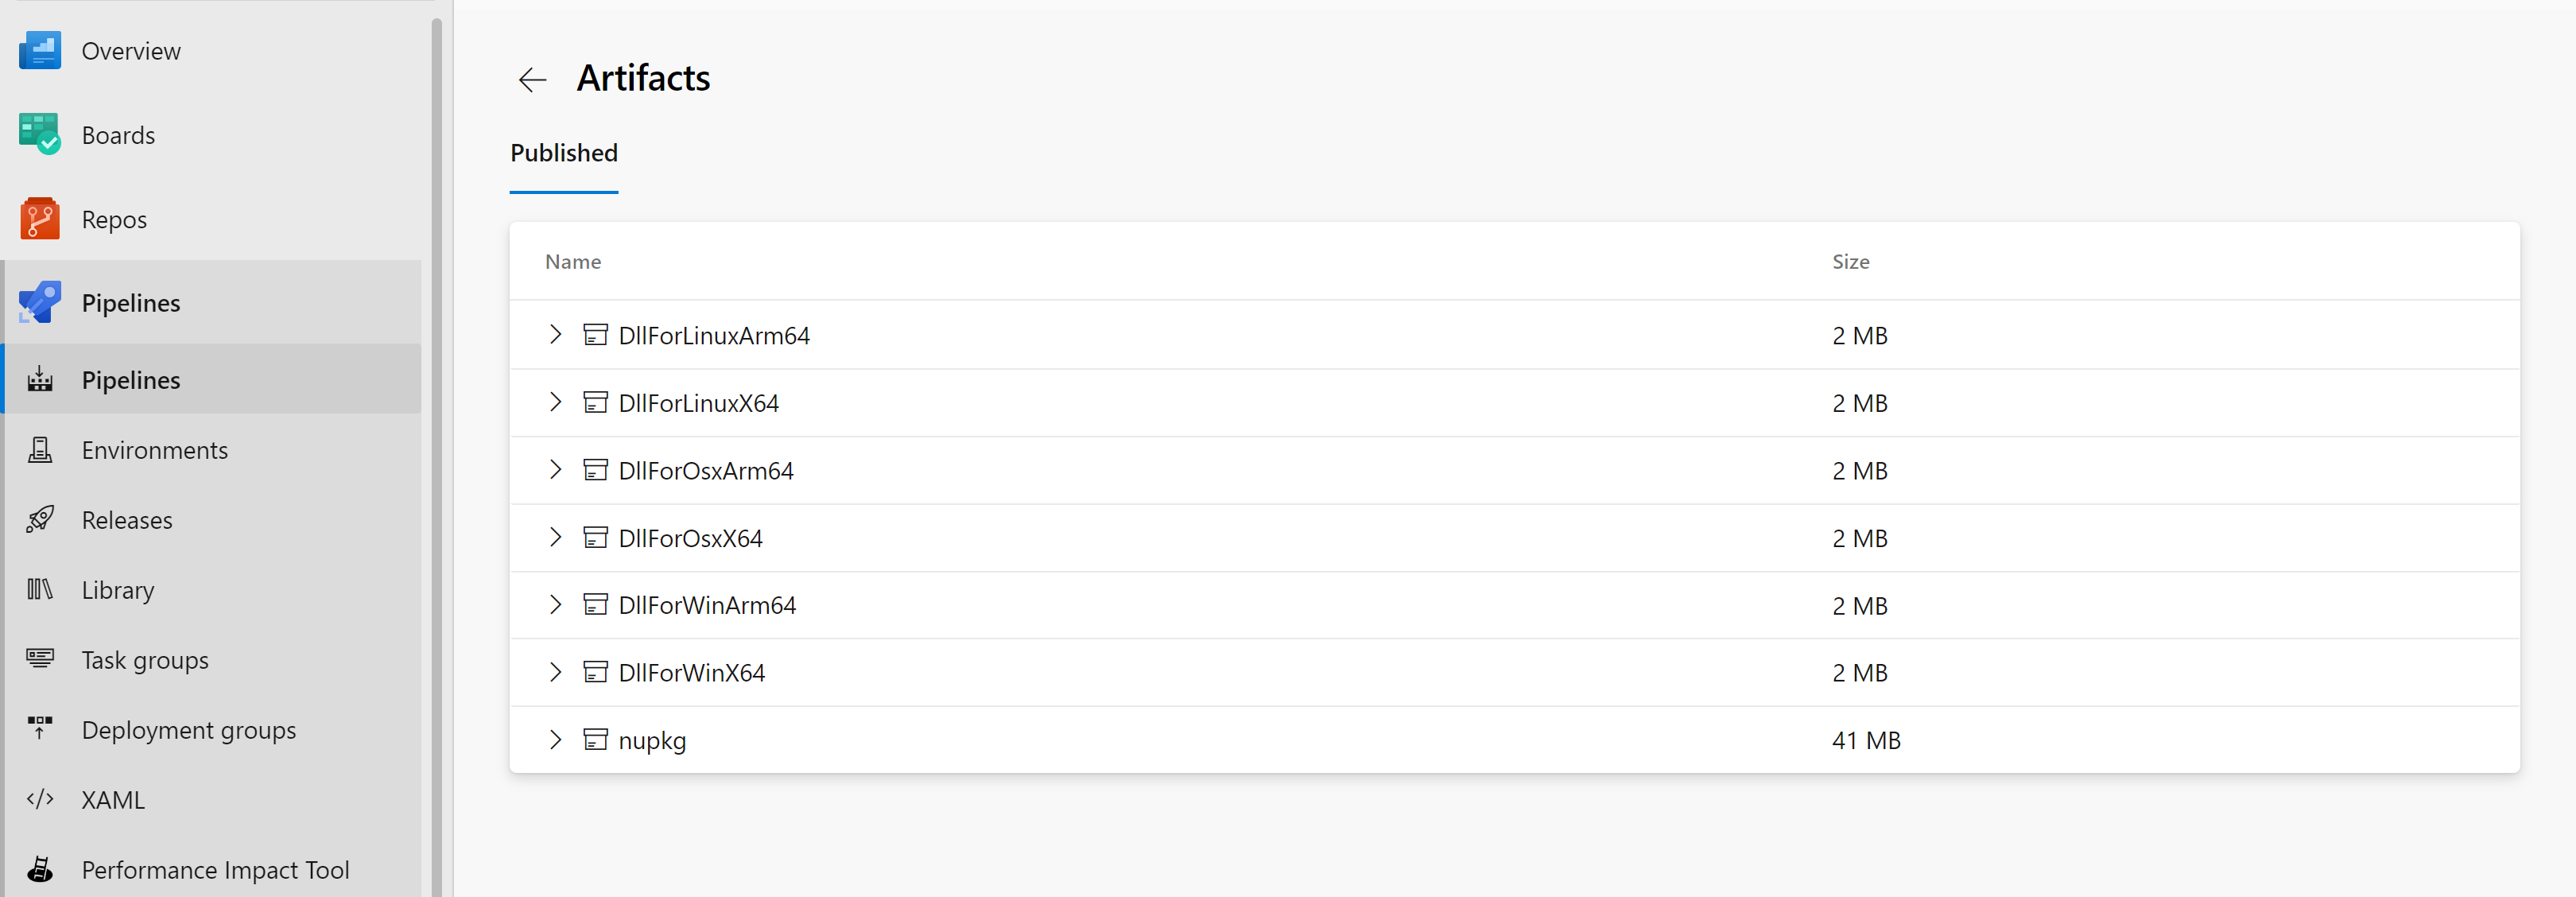 Overview
Boards
Repos
Pipelines
Pipelines
Environments
Releases
Library
Task groups
Deployment groups
XAML
Performance Impact Tool
Artifacts
Published
Name Size
DllForLinuxArm64 2 MB
DllForLinuxX64 2 MB
DllForOsxArm64 2 MB
DllForOsxX64 2 MB
DllForWinArm64 2 MB
DllForWinX64 2 MB
nupkg 41 MB